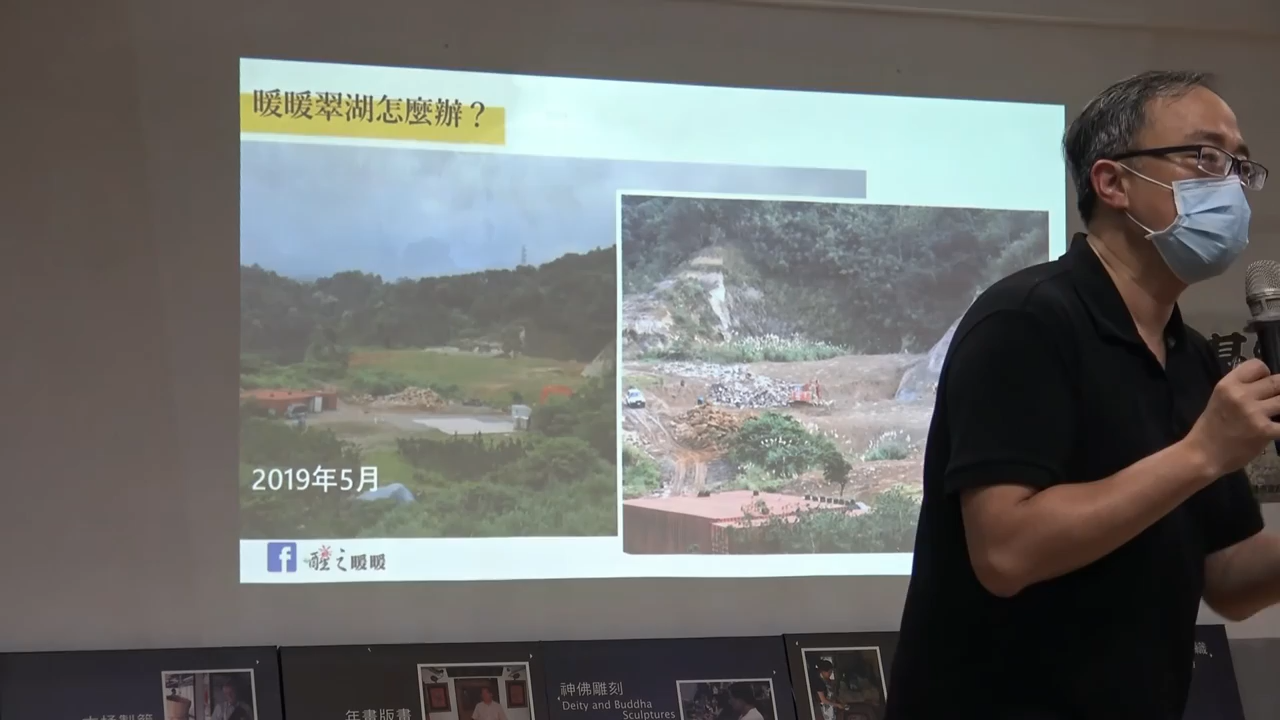 暖暖翠湖怎麼辦？
2019年5月
f 醒之暖暖
年畫版畫
神佛雕刻
Deity and Buddha
Sculptures